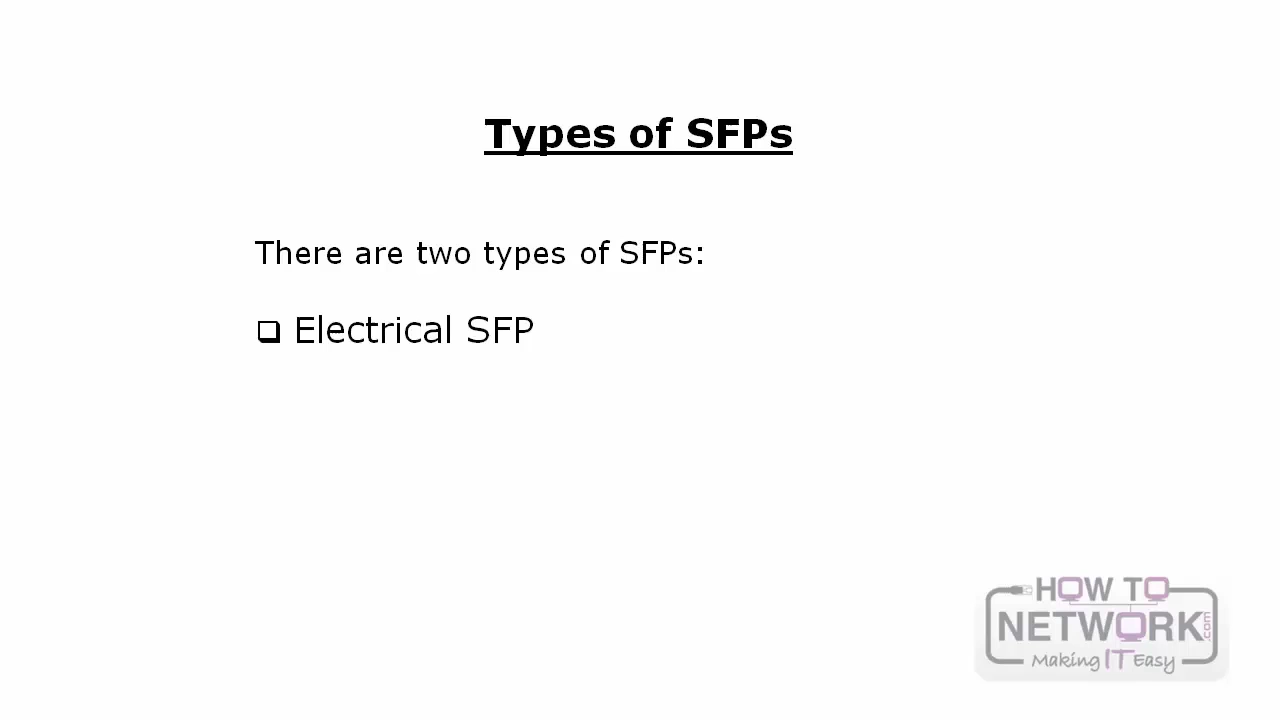 Types of SFPs
There are two types of SFPs:
❑ Electrical SFP
HOW TO
NETWORK.com
Making IT Easy